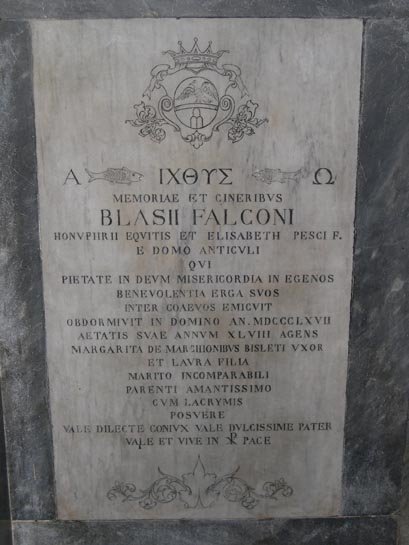 Α ΙΧΘΥΣ Ω
MEMORIAE ET CINERIBVS
BLASII FALCONI
HONVPHRII EQVITIS ET ELISABETH PESCI F.
E DOMO ANTICULI
QVI
PIETATE IN DEVM MISERICORDIA IN EGENOS
BENEVOLENTIA ERGA SVOS
INTER COAEVOS EMICVIT
OBDORMIVIT IN DOMINO AN. MDCCCLXVII
AETATIS SVAE ANNVM XLVIII AGENS
MARGARITA DE MARCHIONIBVS BISLETI VXOR
ET LAVRA FILIA
MARITO INCOMPARABILI
PARENTI AMANTISSIMO
CVM LACRYMIS
POSVERE
VALE DILECTE CONIVX VALE DVLCISSIME PATER
VALE ET VIVE IN ☧ PACE